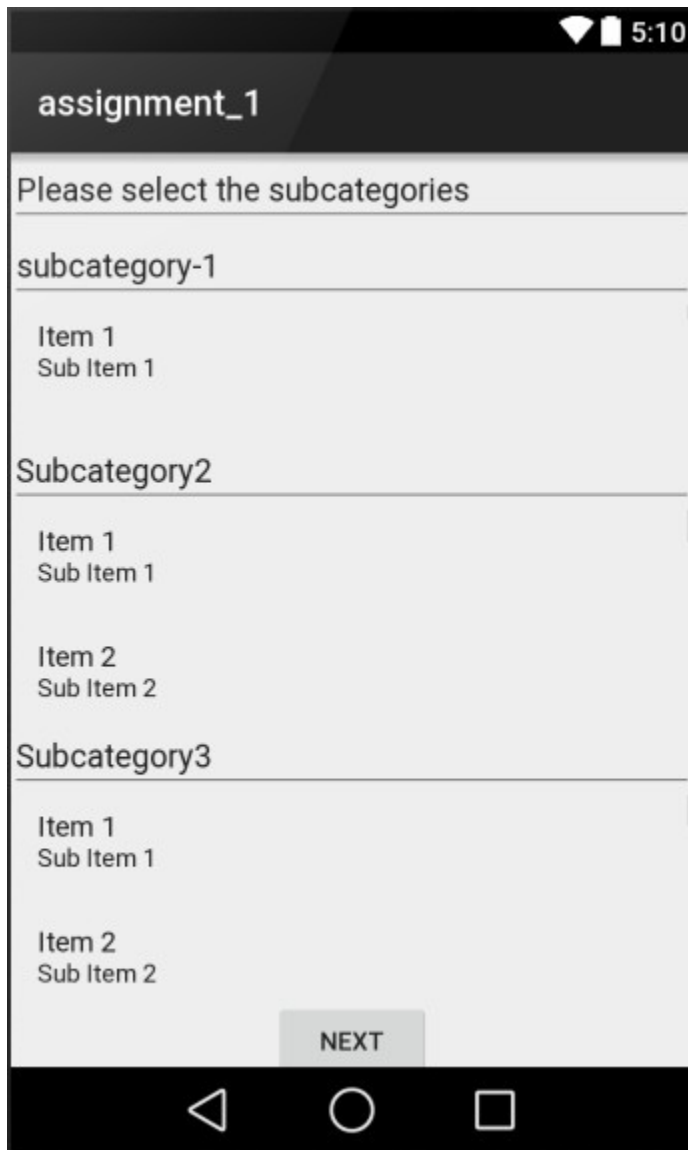 5:10
assignment_1
Please select the subcategories
subcategory-1
Item 1
Sub Item 1
Subcategory2
Item 1
Sub Item 1
Item 2
Sub Item 2
Subcategory3
Item 1
Sub Item 1
Item 2
Sub Item 2
NEXT